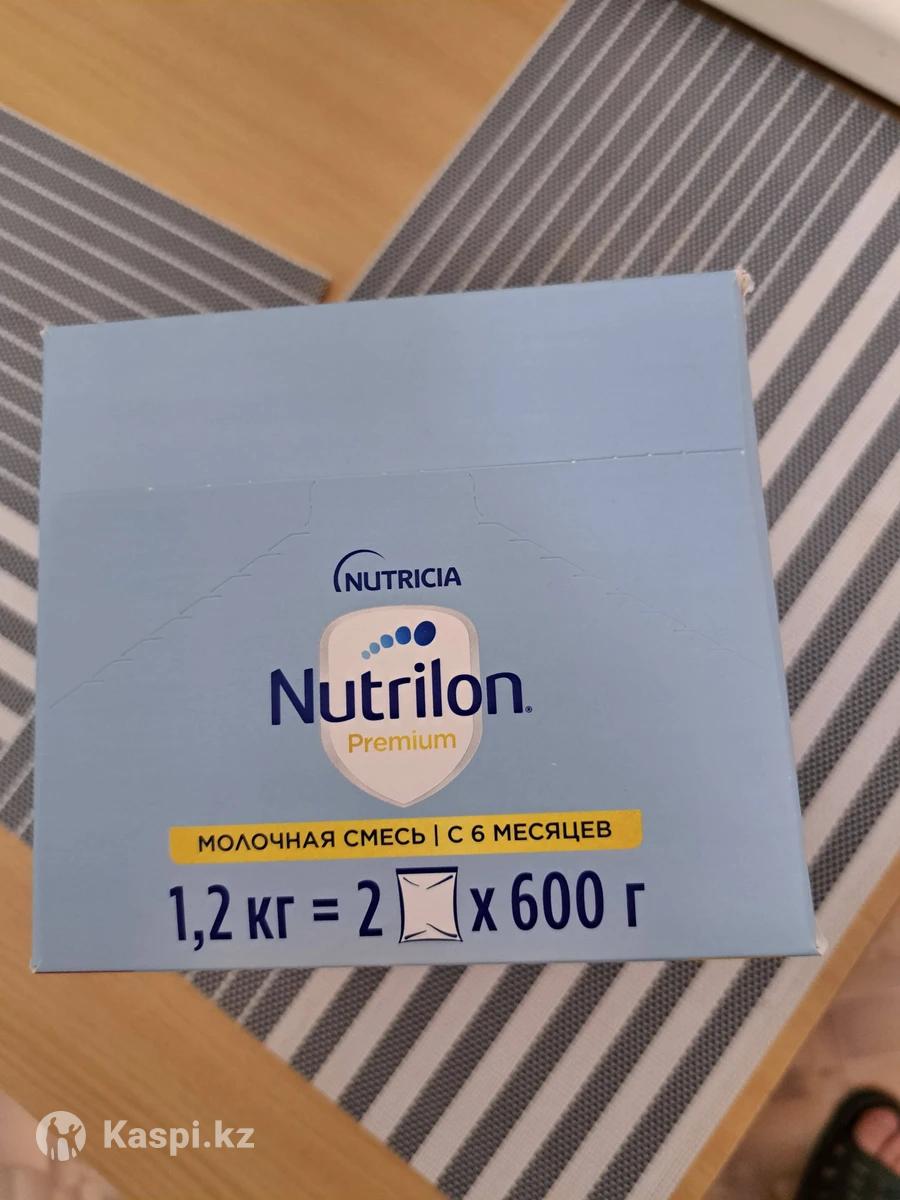 NUTRICIA
Nutrilon®
Premium
МОЛОЧНАЯ СМЕСЬ | С 6 МЕСЯЦЕВ
1,2 кг = 2 х 600 г
Kaspi.kz